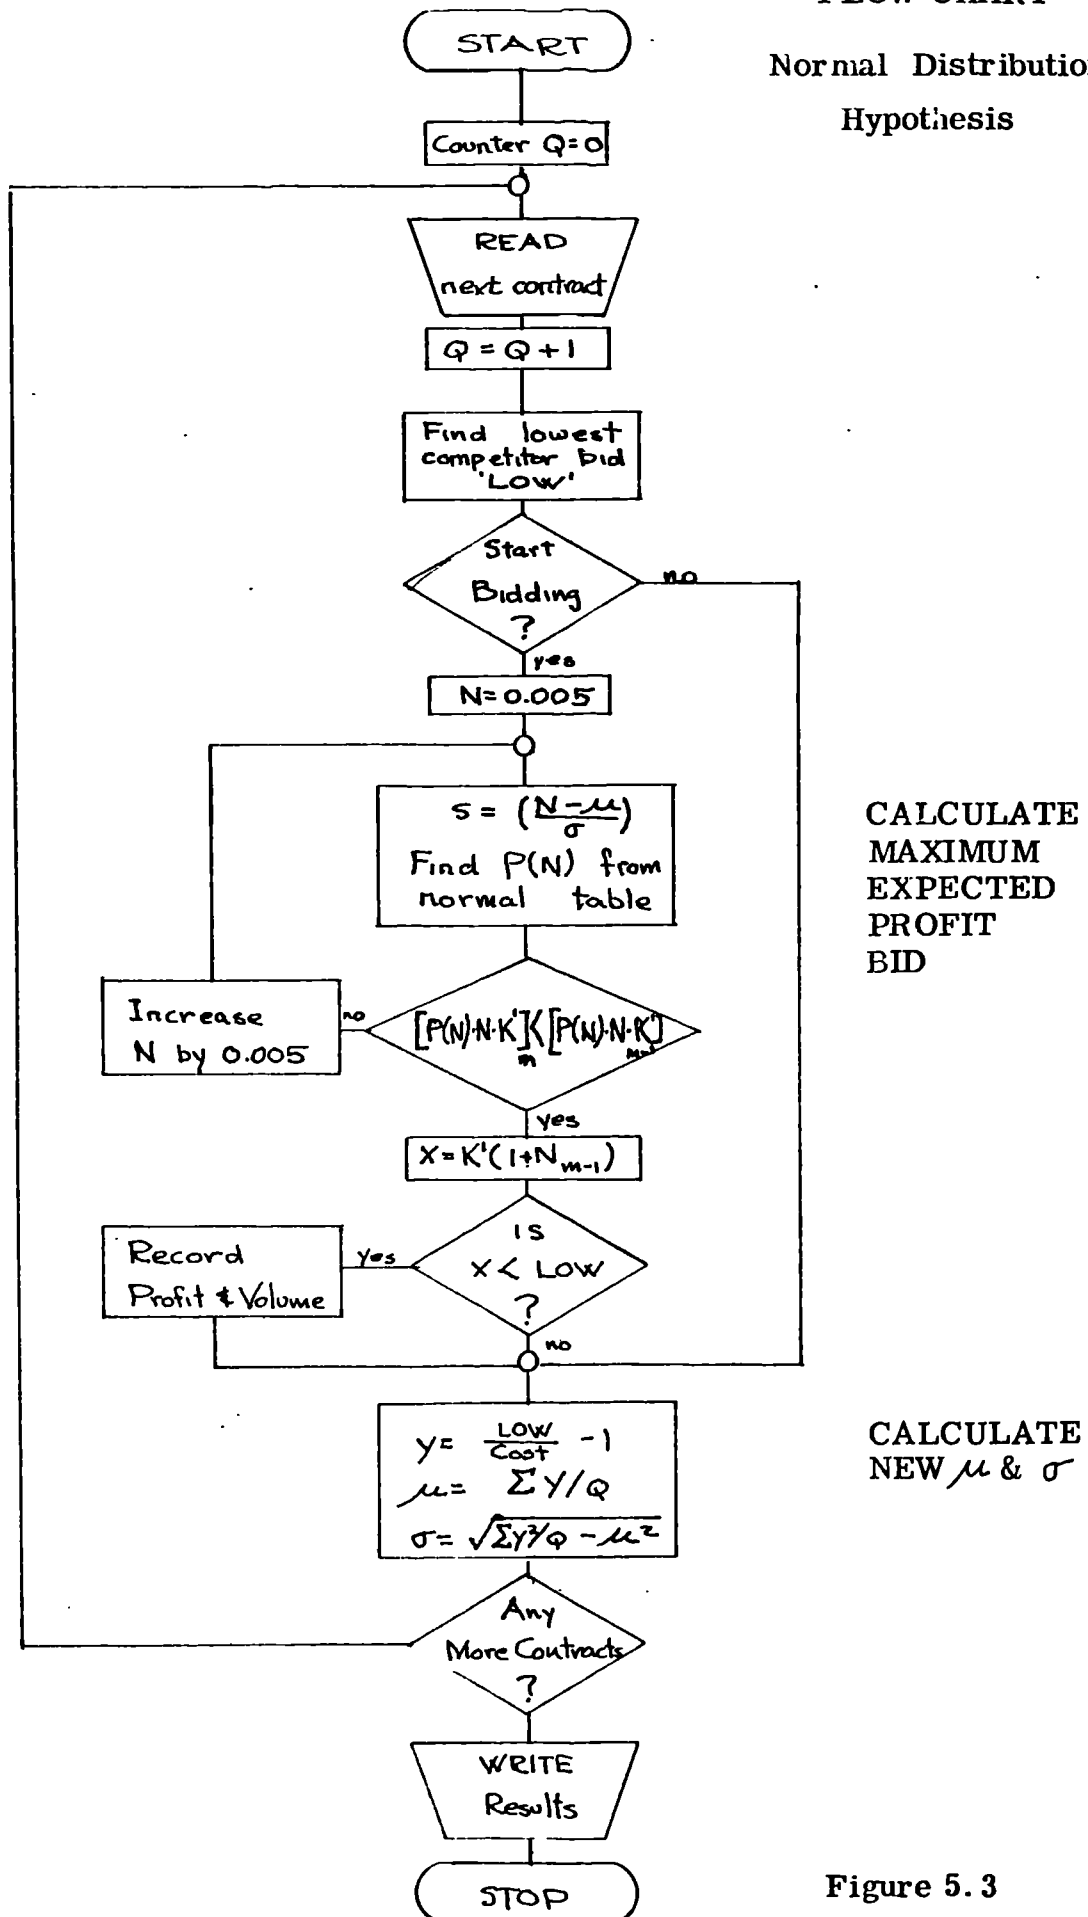 FLOW CHART
Normal Distributio
Hypothesis
START
Counter Q=0
READ
next contract
Q = Q + 1
Find lowest
competitor bid
'LOW'
Start
Bidding
?
no
yes
N=0.005
s = (N-μ/σ)
Find P(N) from
normal table
CALCULATE
MAXIMUM
EXPECTED
PROFIT
BID
[P(N)·N·K']m < [P(N)·N·K']m-1
no
Increase
N by 0.005
yes
X=K'(1+Nm-1)
IS
X < LOW
?
yes
Record
Profit & Volume
no
y= LOW/Cost -1
μ= ΣY/Q
σ= √ΣY²/Q - μ²
CALCULATE
NEW μ & σ
Any
More Contracts
?
WRITE
Results
STOP
Figure 5.3